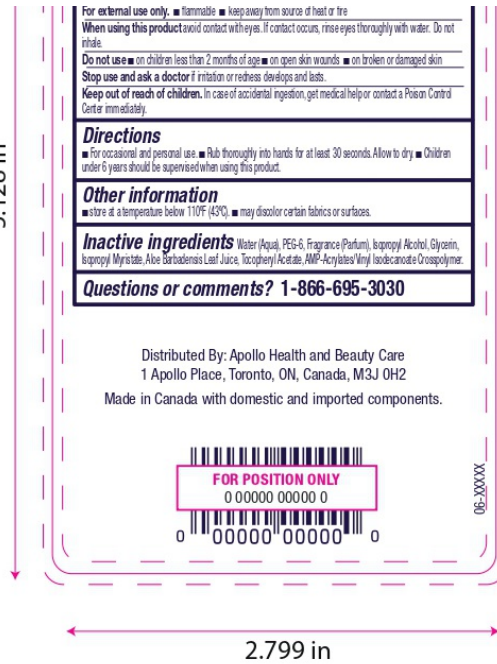 For external use only. ■ flammable ■ keep away from source of heat or fire
When using this product avoid contact with eyes. If contact occurs, rinse eyes thoroughly with water. Do not
inhale.
Do not use ■ on children less than 2 months of age ■ on open skin wounds ■ on broken or damaged skin
Stop use and ask a doctor if irritation or redness develops and lasts.
Keep out of reach of children. In case of accidental ingestion, get medical help or contact a Poison Control
Center immediately.
Directions
■ For occasional and personal use. ■ Rub thoroughly into hands for at least 30 seconds. Allow to dry. ■ Children
under 6 years should be supervised when using this product.
Other information
■ store at a temperature below 110ºF (43ºC). ■ may discolor certain fabrics or surfaces.
Inactive ingredients Water (Aqua), PEG-6, Fragrance (Parfum), Isopropyl Alcohol, Glycerin,
Isopropyl Myristate, Aloe Barbadensis Leaf Juice, Tocopheryl Acetate, AMP-Acrylates/Vinyl Isodecanoate Crosspolymer.
Questions or comments? 1-866-695-3030
Distributed By: Apollo Health and Beauty Care
1 Apollo Place, Toronto, ON, Canada, M3J 0H2
Made in Canada with domestic and imported components.
FOR POSITION ONLY
0 00000 00000 0
0 00000 00000 0
06-XXXXX
2.799 in